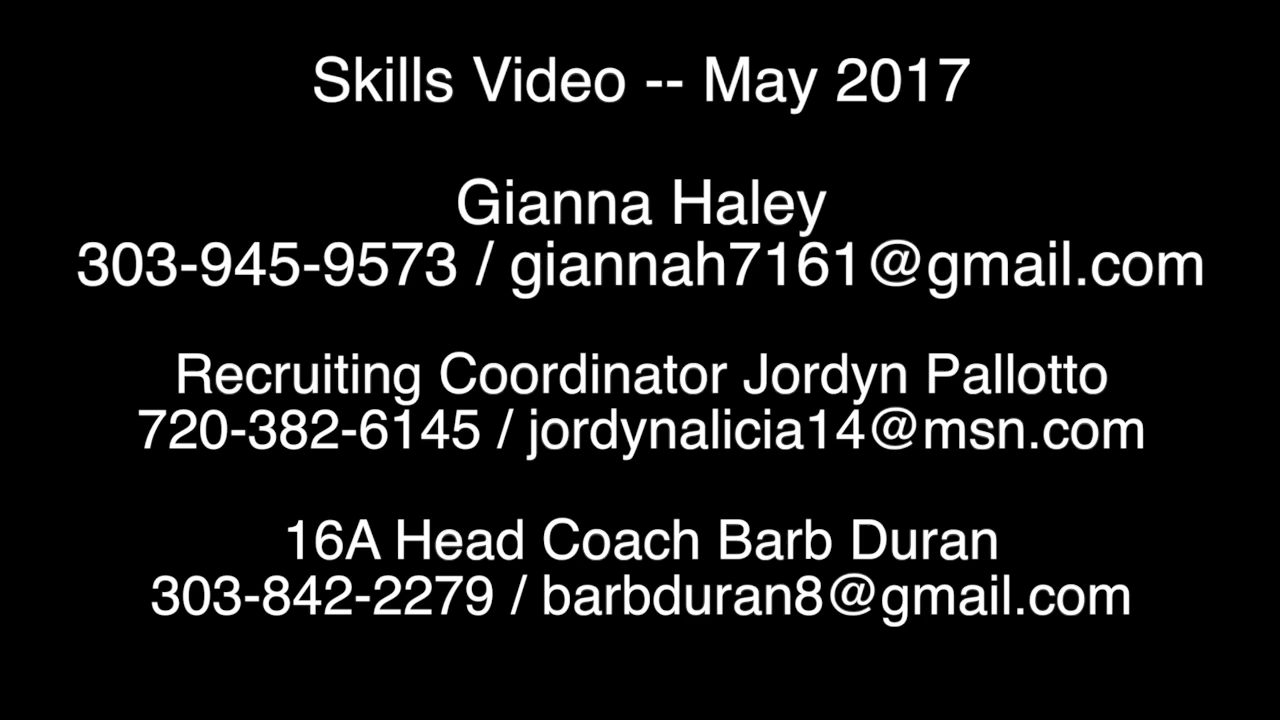 Skills Video -- May 2017
Gianna Haley
303-945-9573 / giannah7161@gmail.com
Recruiting Coordinator Jordyn Pallotto
720-382-6145 / jordynalicia14@msn.com
16A Head Coach Barb Duran
303-842-2279 / barbduran8@gmail.com